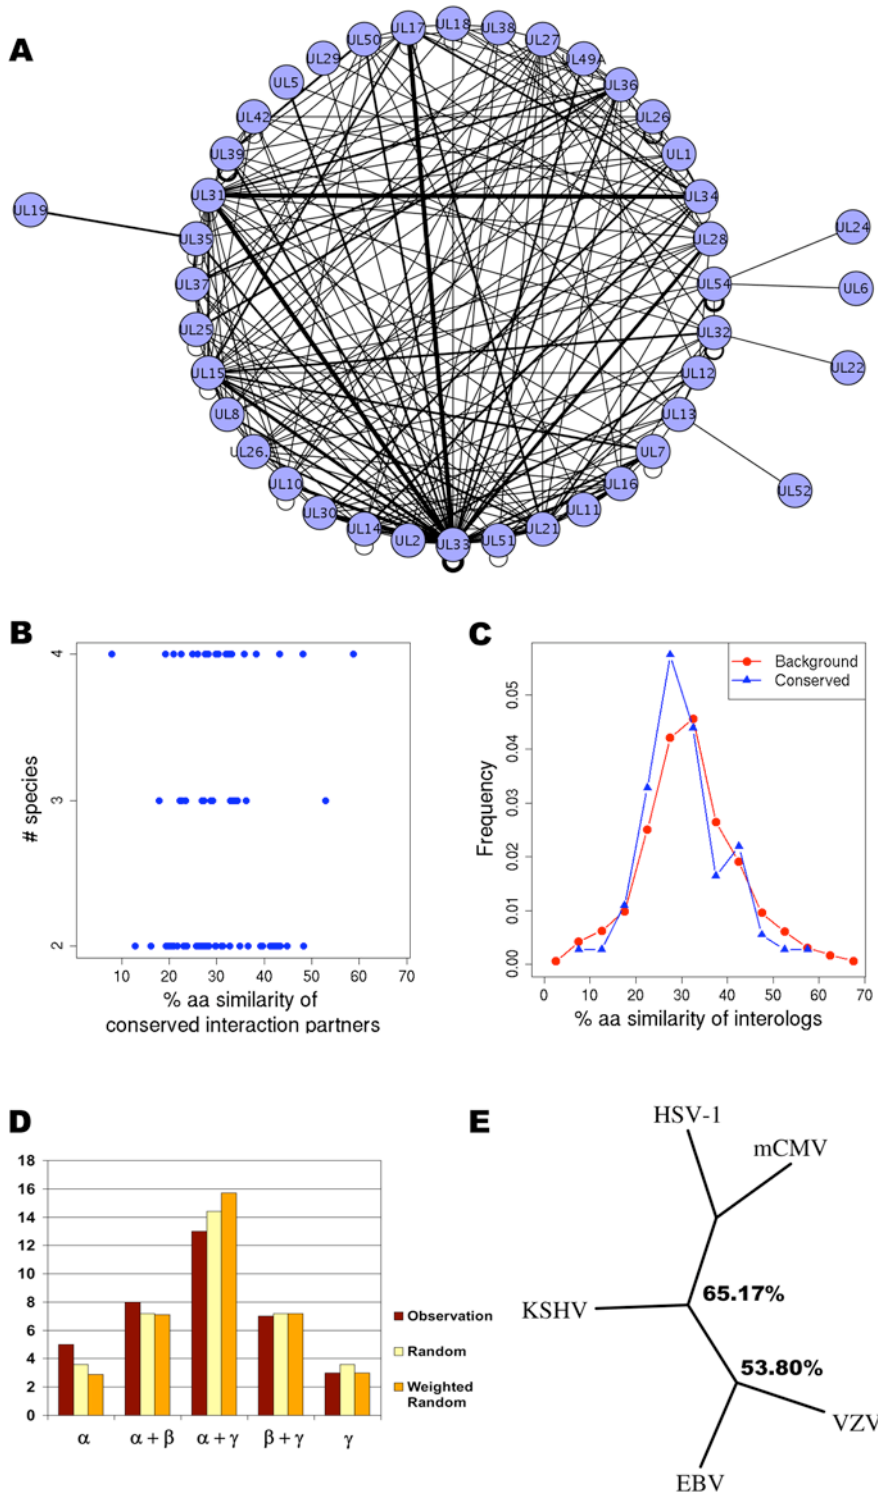 A
UL17
UL18
UL38
UL50
UL27
UL29
UL49A
UL5
UL36
UL42
UL26
UL39
UL1
UL31
UL34
UL19
UL35
UL28
UL24
UL37
UL54
UL6
UL25
UL32
UL15
UL12
UL22
UL8
UL13
UL26.
UL7
UL10
UL16
UL52
UL30
UL11
UL14
UL21
UL2
UL33
UL51
B
# species
4
3
2
10 20 30 40 50 60 70
% aa similarity of
conserved interaction partners
C
Background
Conserved
Frequency
0.05
0.04
0.03
0.02
0.01
0.00
0 10 20 30 40 50 60 70
% aa similarity of interologs
D
18
16
14
12
10
8
6
4
2
0
α α + β α + γ β + γ γ
Observation
Random
Weighted
Random
E
HSV-1
mCMV
KSHV
65.17%
53.80%
VZV
EBV